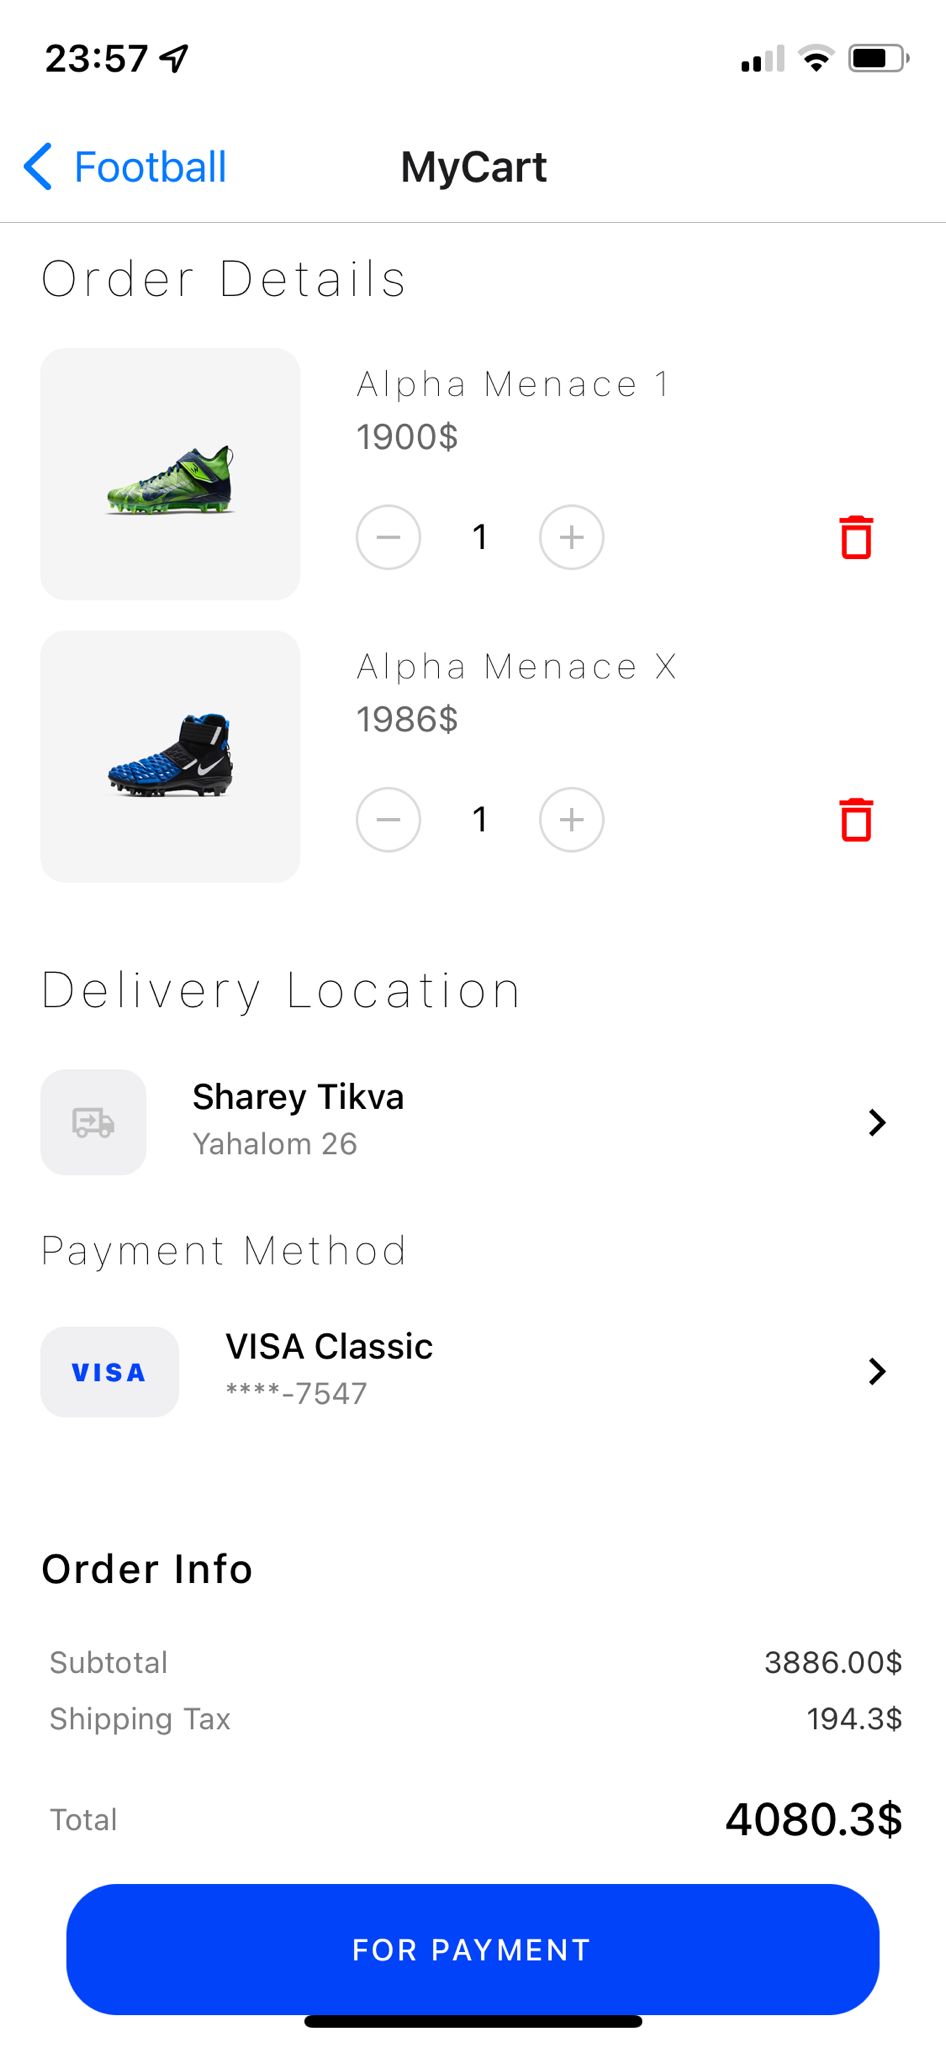 23:57
Football
MyCart
Order Details
Alpha Menace 1
1900$
1
Alpha Menace X
1986$
1
Delivery Location
Sharey Tikva
Yahalom 26
Payment Method
VISA
VISA Classic
****-7547
Order Info
Subtotal 3886.00$
Shipping Tax 194.3$
Total 4080.3$
FOR PAYMENT